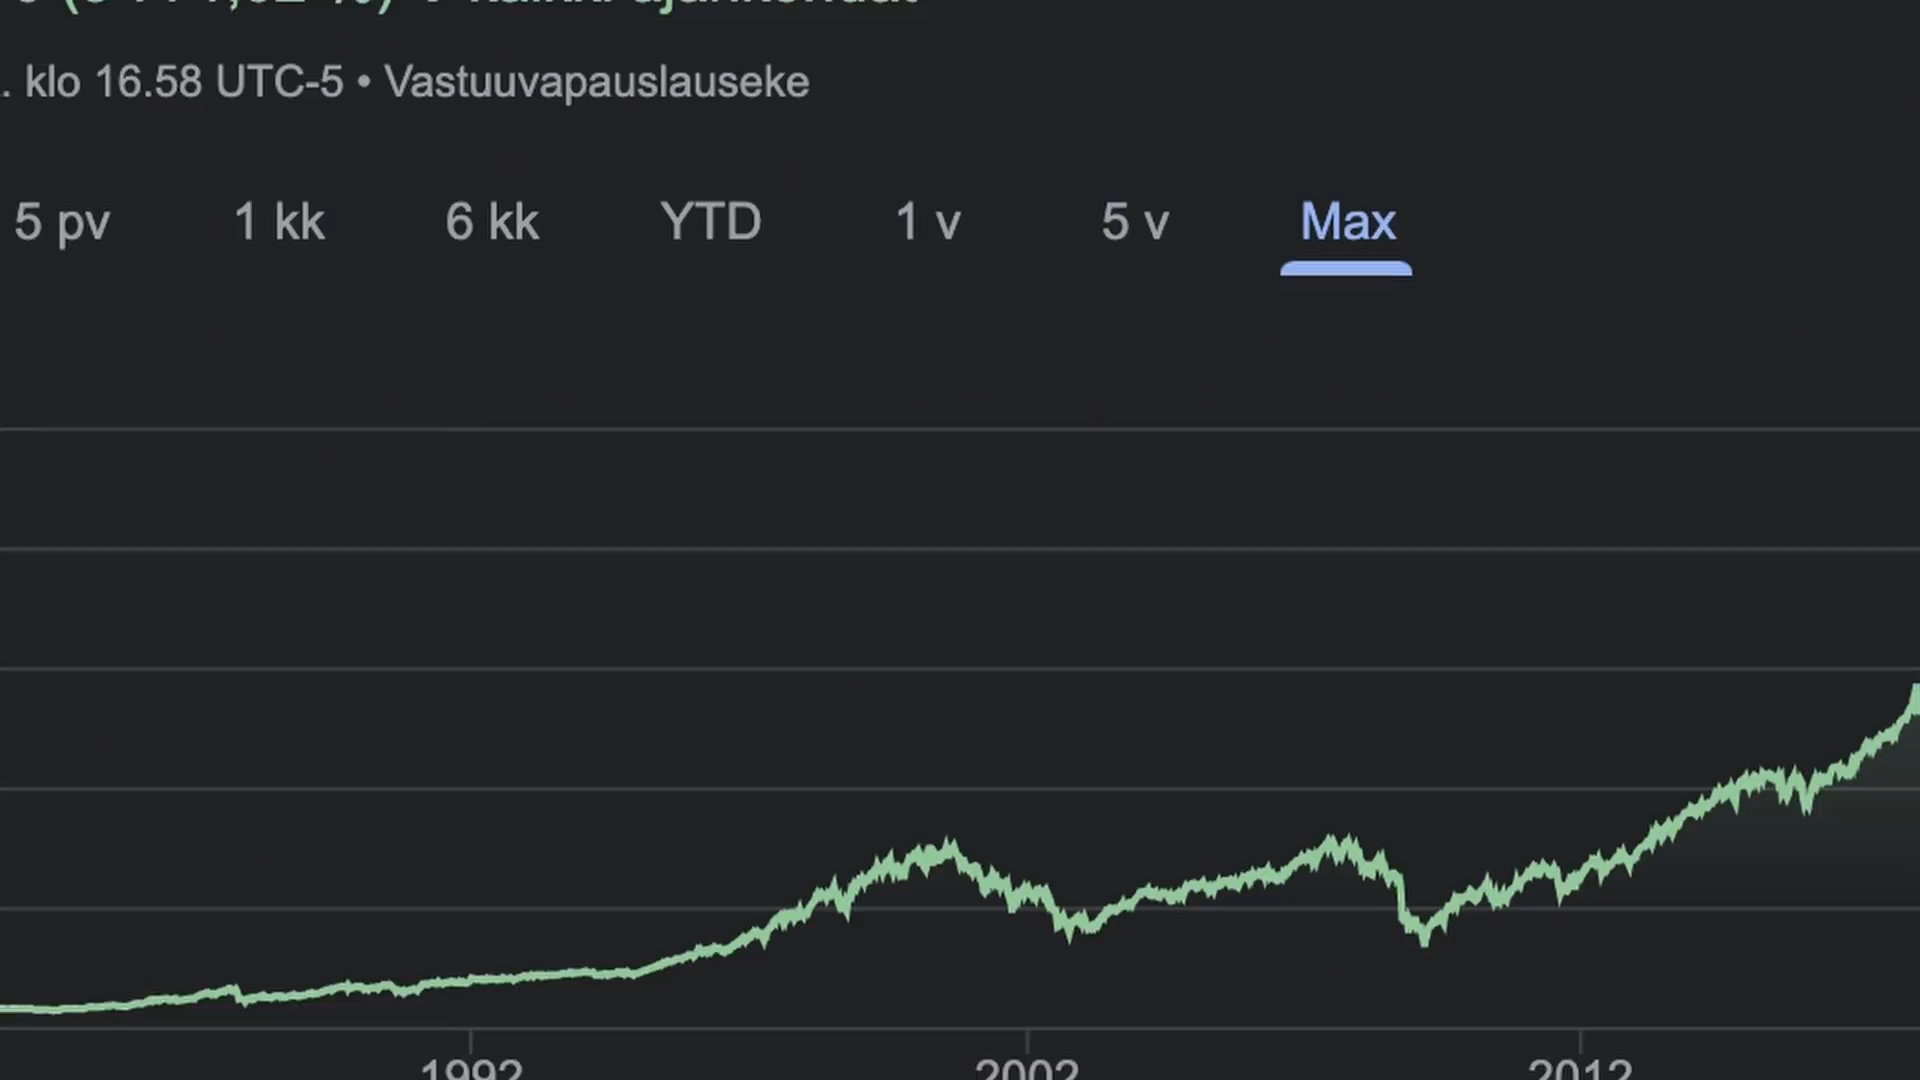 . klo 16.58 UTC-5 • Vastuuvapauslauseke
5 pv 1 kk 6 kk YTD 1 v 5 v Max
1992 2002 2012